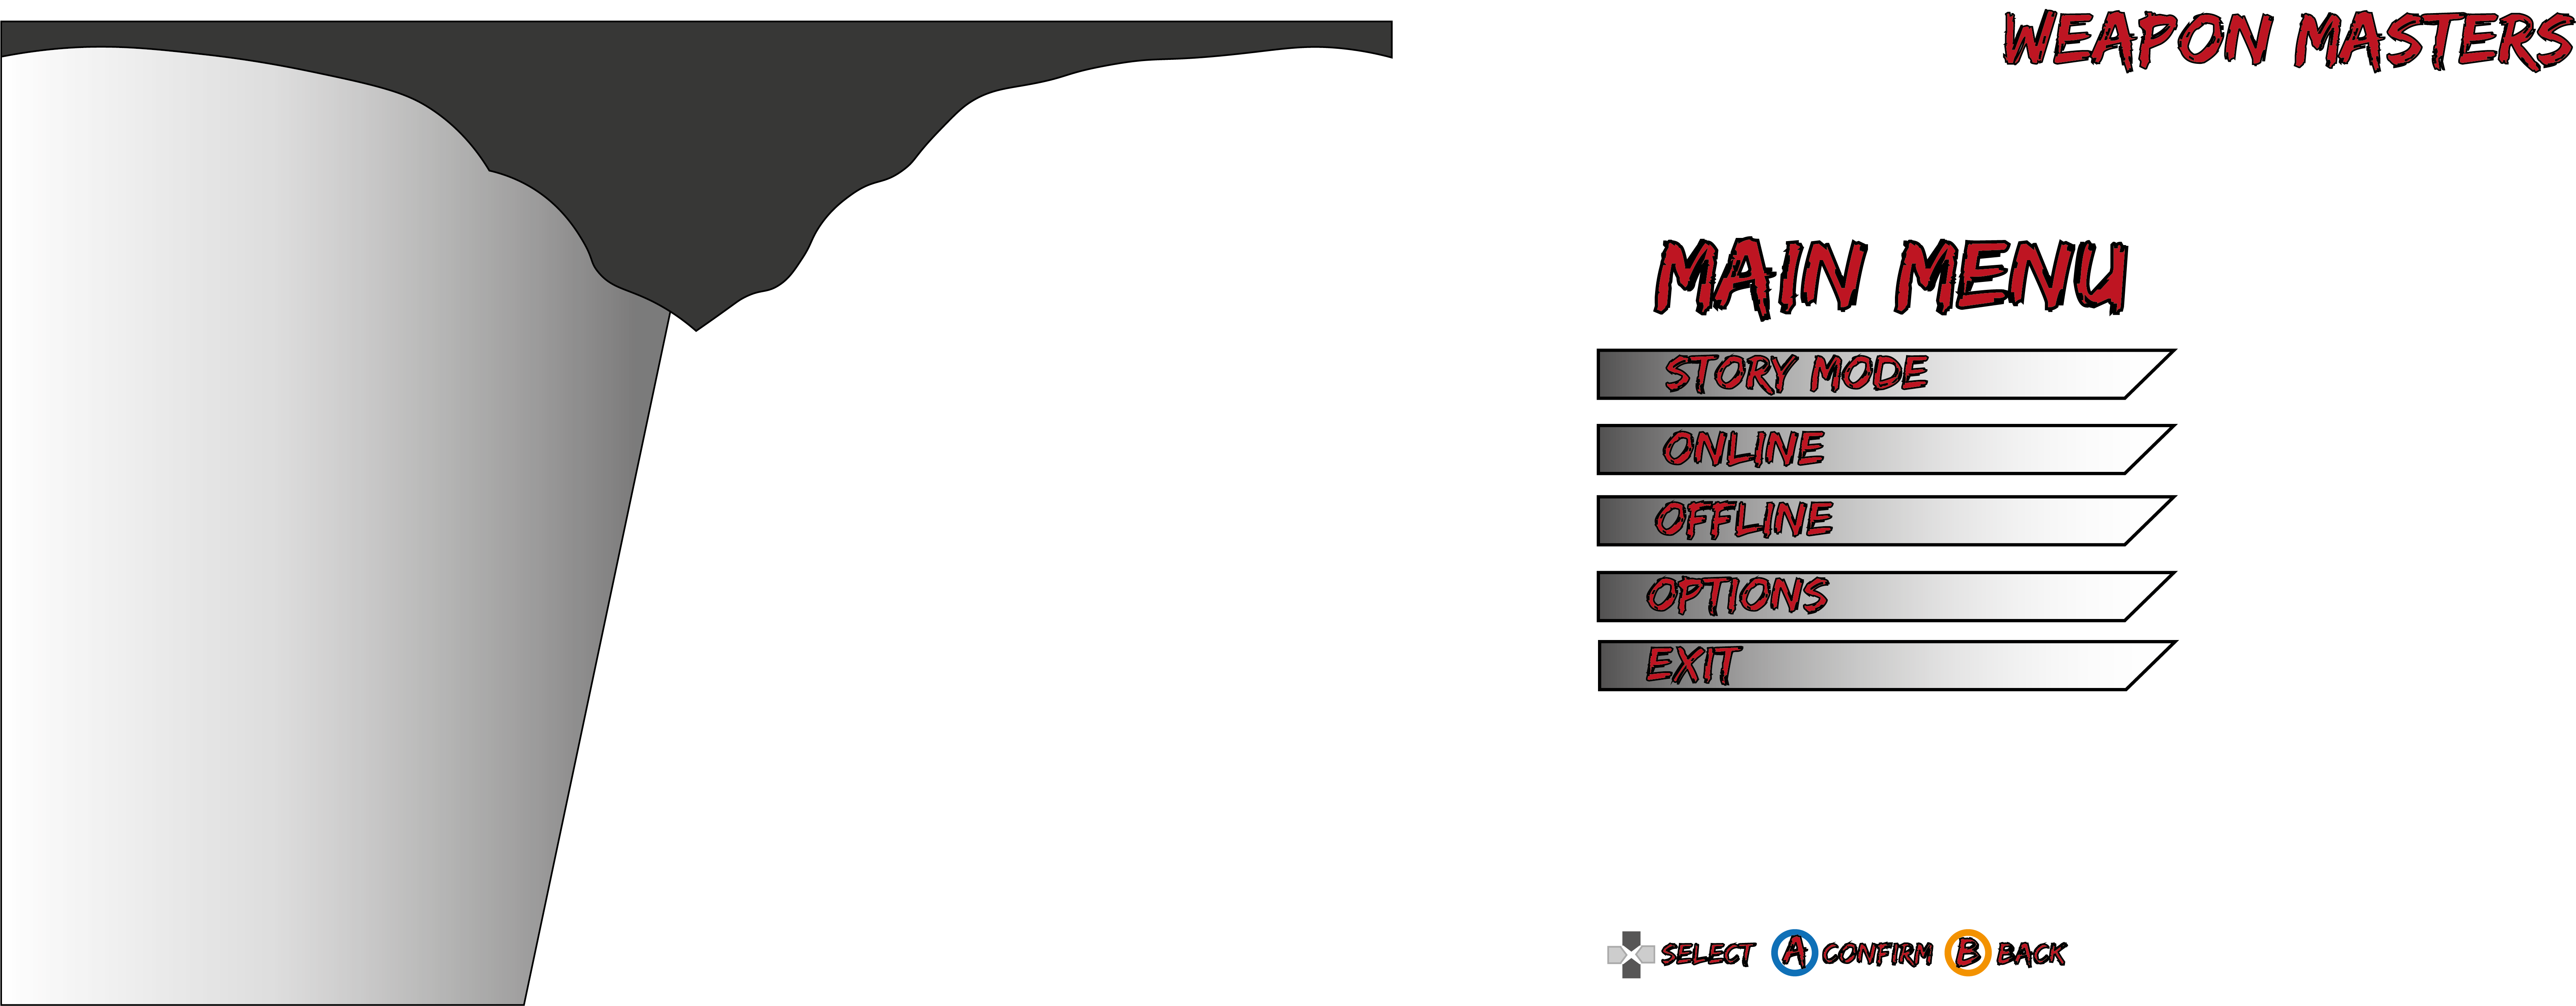 WEAPON MASTERS
MAIN MENU
STORY MODE
ONLINE
OFFLINE
OPTIONS
EXIT
SELECT A CONFIRM B BACK